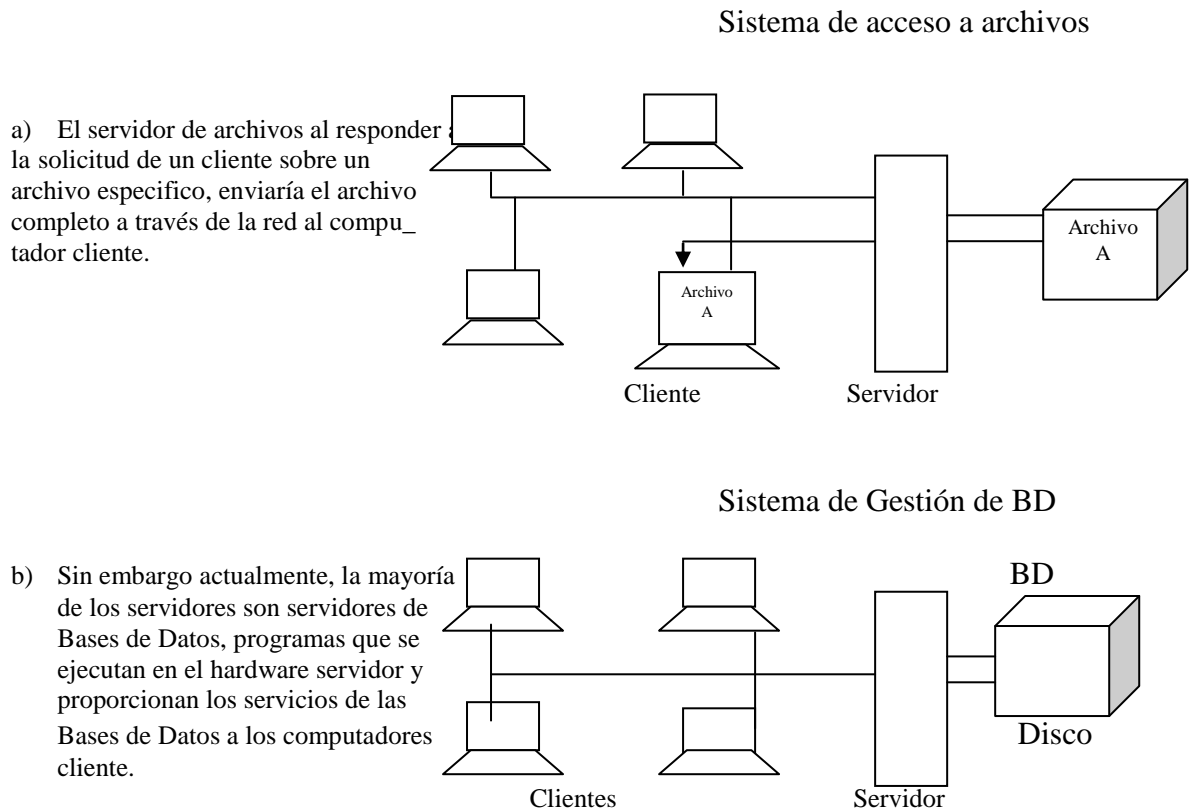 Sistema de acceso a archivos
a) El servidor de archivos al responder
la solicitud de un cliente sobre un
archivo especifico, enviaría el archivo
completo a través de la red al compu_
tador cliente.
Archivo
A
Archivo
A
Cliente
Servidor
Sistema de Gestión de BD
b) Sin embargo actualmente, la mayoría
de los servidores son servidores de
Bases de Datos, programas que se
ejecutan en el hardware servidor y
proporcionan los servicios de las
Bases de Datos a los computadores
cliente.
BD
Disco
Clientes
Servidor